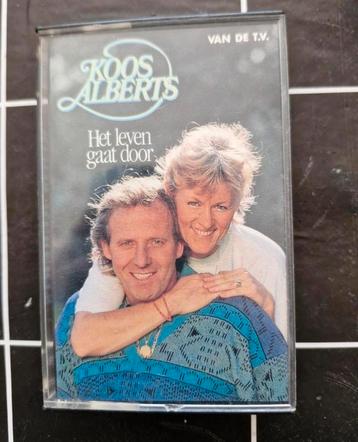 VAN DE T.V.
KOOS
ALBERTS
Het leven
gaat door